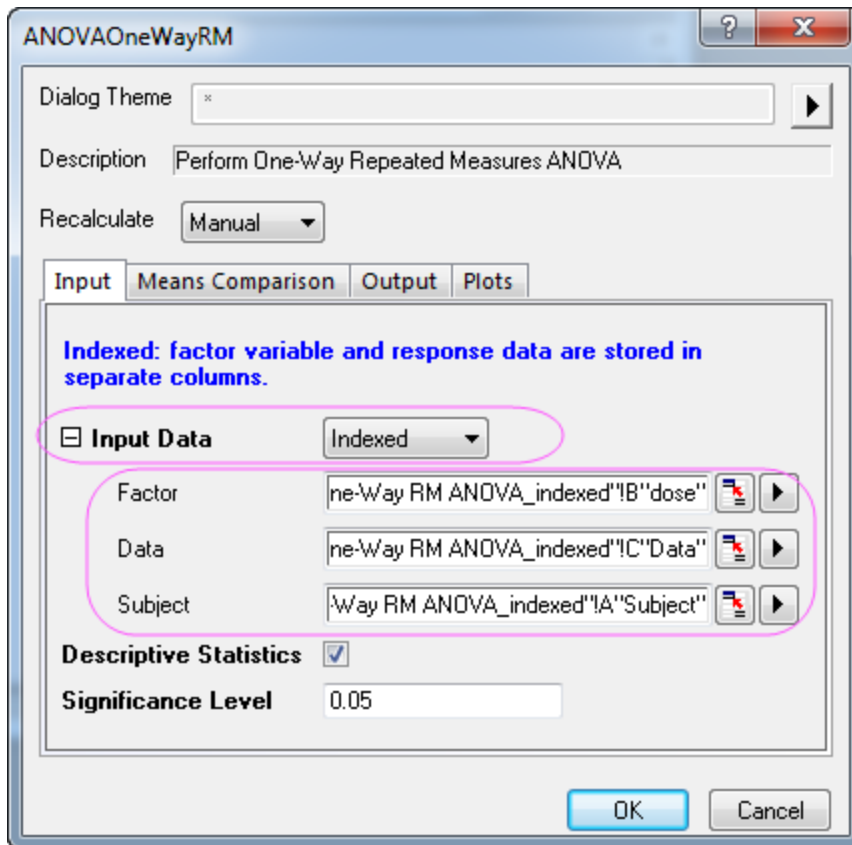 ANOVAOneWayRM
Dialog Theme *
Description Perform One-Way Repeated Measures ANOVA
Recalculate Manual
Input Means Comparison Output Plots
Indexed: factor variable and response data are stored in
separate columns.
Input Data Indexed
Factor ne-Way RM ANOVA_indexed"!B"dose"
Data ne-Way RM ANOVA_indexed"!C"Data"
Subject -Way RM ANOVA_indexed"!A"Subject"
Descriptive Statistics
Significance Level 0.05
OK Cancel